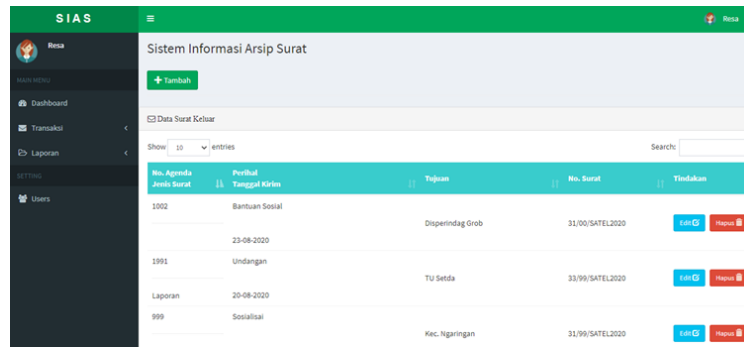 SIAS
Resa
Resa
Sistem Informasi Arsip Surat
+ Tambah
MAIN MENU
Dashboard
Transaksi
Laporan
SETTING
Users
Data Surat Keluar
Show 10 entries
Search:
No. Agenda
Jenis Surat
Perihal
Tanggal Kirim
Tujuan
No. Surat
Tindakan
1002
Bantuan Sosial
23-08-2020
Disperindag Grob
31/00/SATEL2020
Edit
Hapus
1991
Undangan
Laporan
20-08-2020
TU Setda
33/99/SATEL2020
Edit
Hapus
999
Sosialisai
Kec. Ngaringan
31/99/SATEL2020
Edit
Hapus